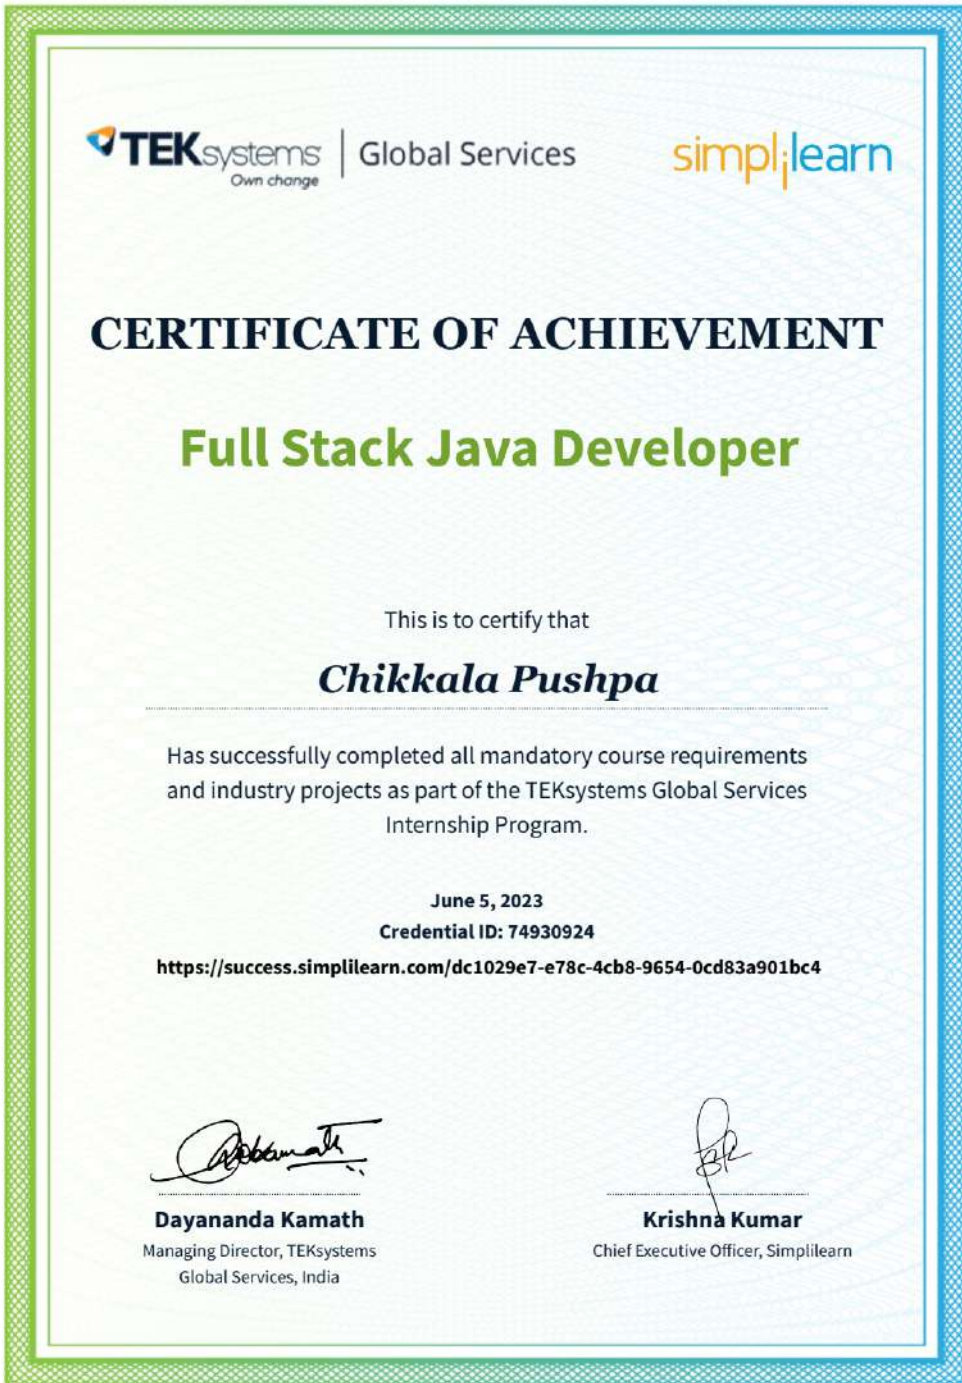 TEKsystems | Global Services
Own change
simplilearn
CERTIFICATE OF ACHIEVEMENT
Full Stack Java Developer
This is to certify that
Chikkala Pushpa
Has successfully completed all mandatory course requirements
and industry projects as part of the TEKsystems Global Services
Internship Program.
June 5, 2023
Credential ID: 74930924
https://success.simplilearn.com/dc1029e7-e78c-4cb8-9654-0cd83a901bc4
Dayananda Kamath
Managing Director, TEKsystems
Global Services, India
Krishna Kumar
Chief Executive Officer, Simplilearn